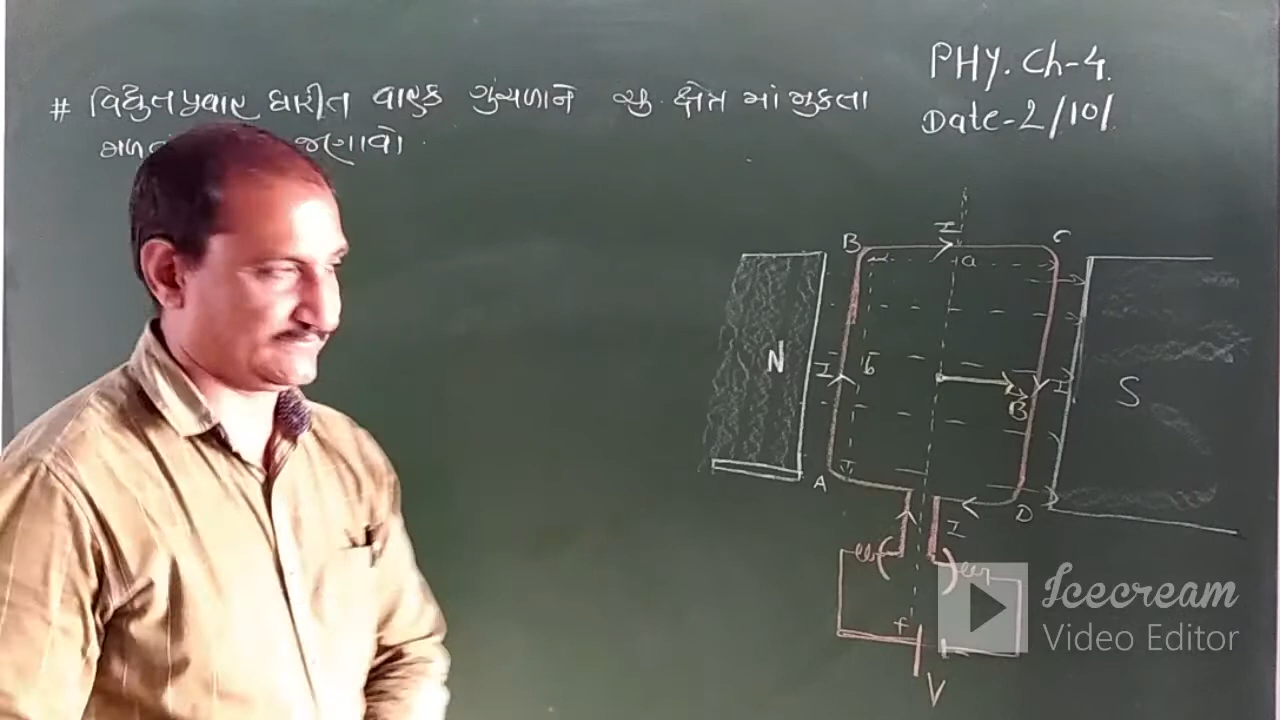 PHY. Ch-4.
Date-2/10/.
# વિદ્યુતપ્રવાહ ધારીત વાહક ગુંચળાને ચુ ક્ષેત્ર માં મુકતા
જણાવો.
I
B C
a
N
I b I
B
S
A
D
I
f
V
Icecream
Video Editor